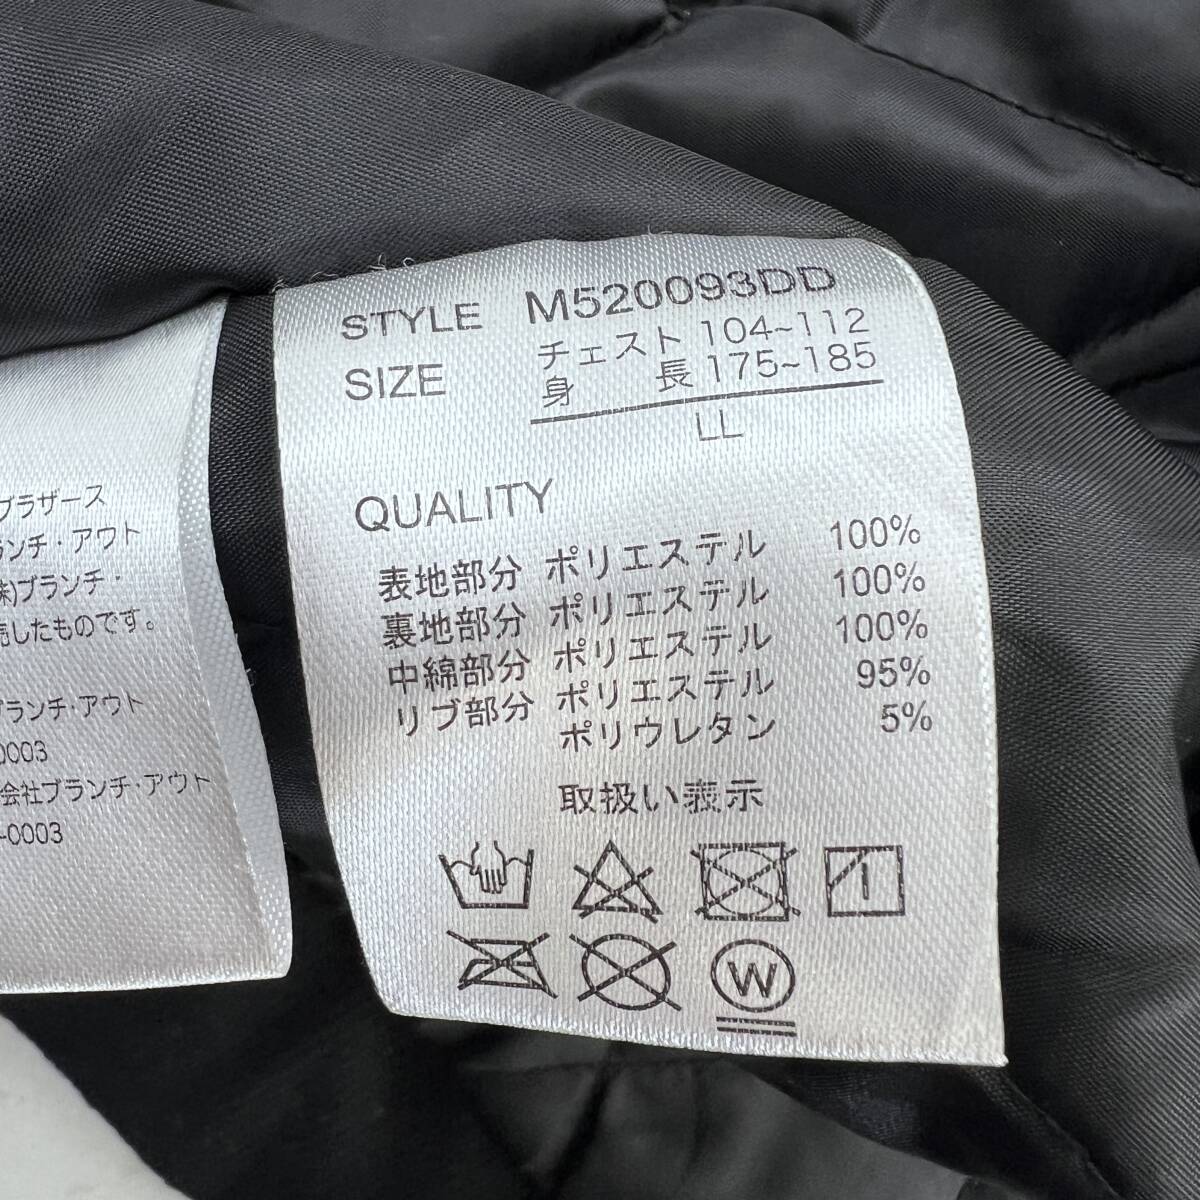 STYLE M520093DD
SIZE チェスト 104~112
身 長 175~185
LL
QUALITY
表地部分 ポリエステル 100%
裏地部分 ポリエステル 100%
中綿部分 ポリエステル 100%
リブ部分 ポリエステル 95%
ポリウレタン 5%
取扱い表示
W
ブラザース
ランチ・アウト
株)ブランチ・
売したものです。
ブランチ・アウト
0003
会社ブランチ・アウト
-0003